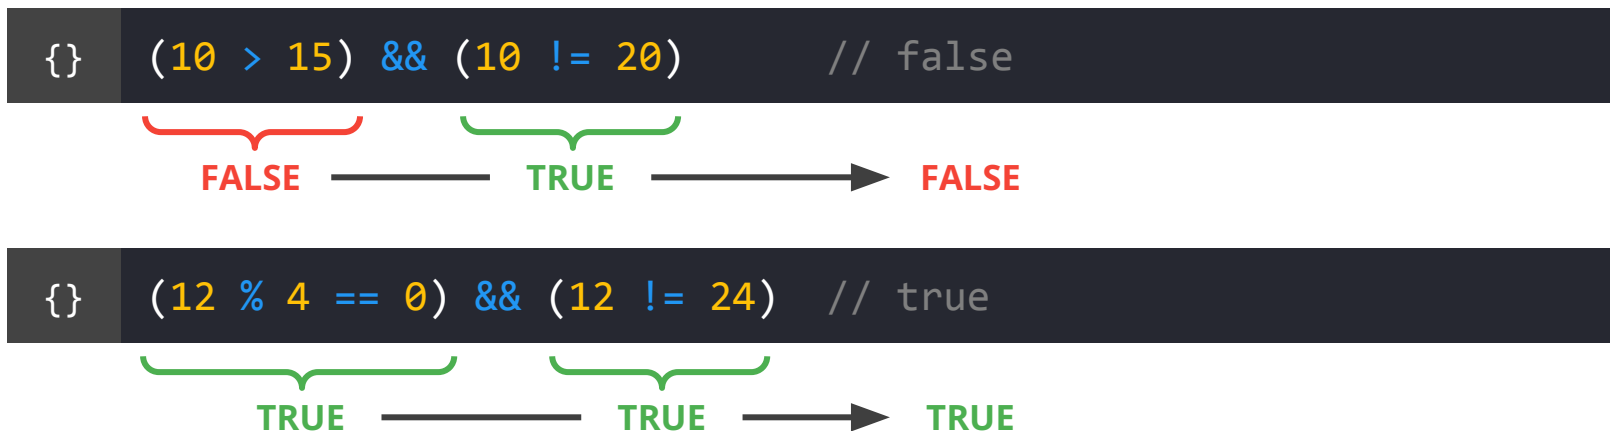 {} (10 > 15) && (10 != 20) // false
FALSE TRUE FALSE
{} (12 % 4 == 0) && (12 != 24) // true
TRUE TRUE TRUE